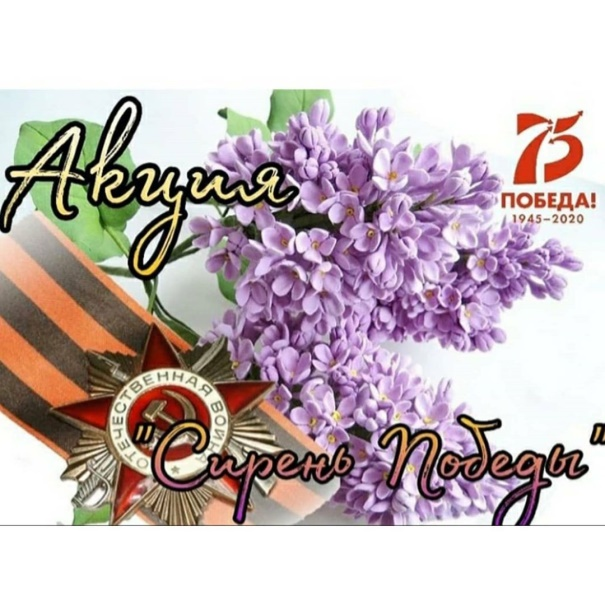 Акция
75
ПОБЕДА!
1945–2020
ОТЕЧЕСТВЕННАЯ ВОЙНА
"Сирень Победы"